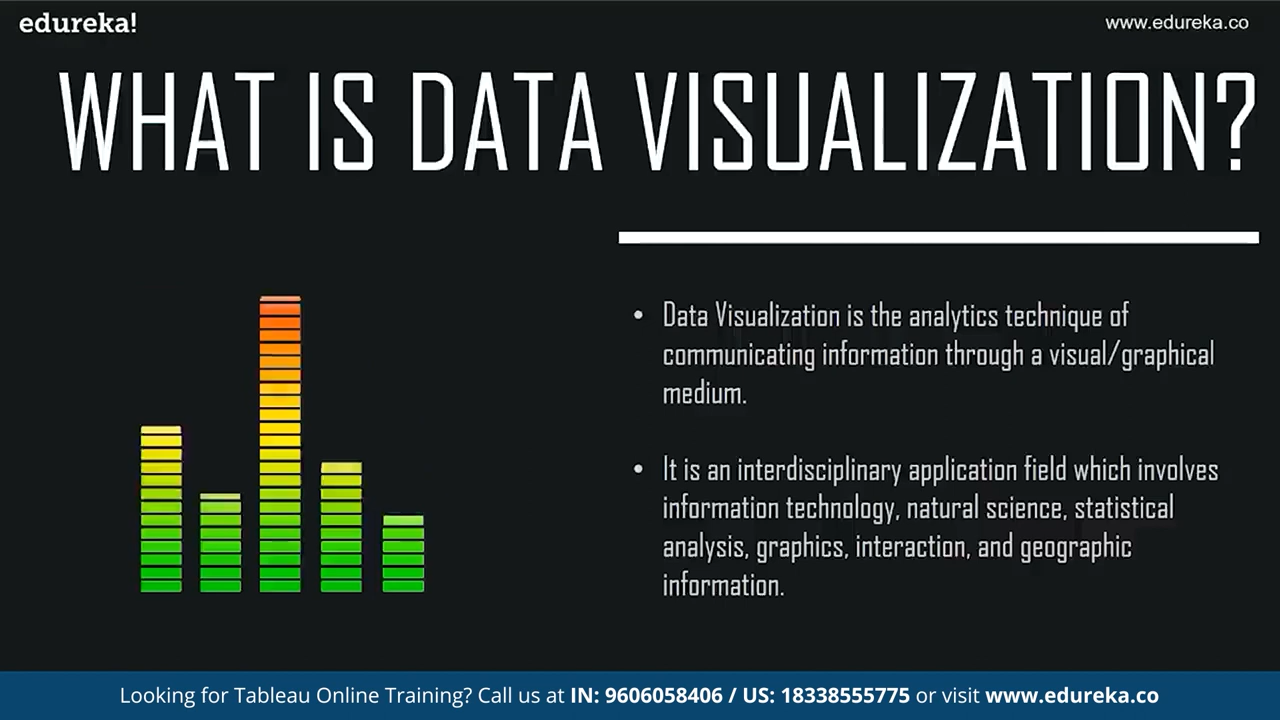 edureka!
www.edureka.co
WHAT IS DATA VISUALIZATION?
• Data Visualization is the analytics technique of
communicating information through a visual/graphical
medium.
• It is an interdisciplinary application field which involves
information technology, natural science, statistical
analysis, graphics, interaction, and geographic
information.
Looking for Tableau Online Training? Call us at IN: 9606058406 / US: 18338555775 or visit www.edureka.co